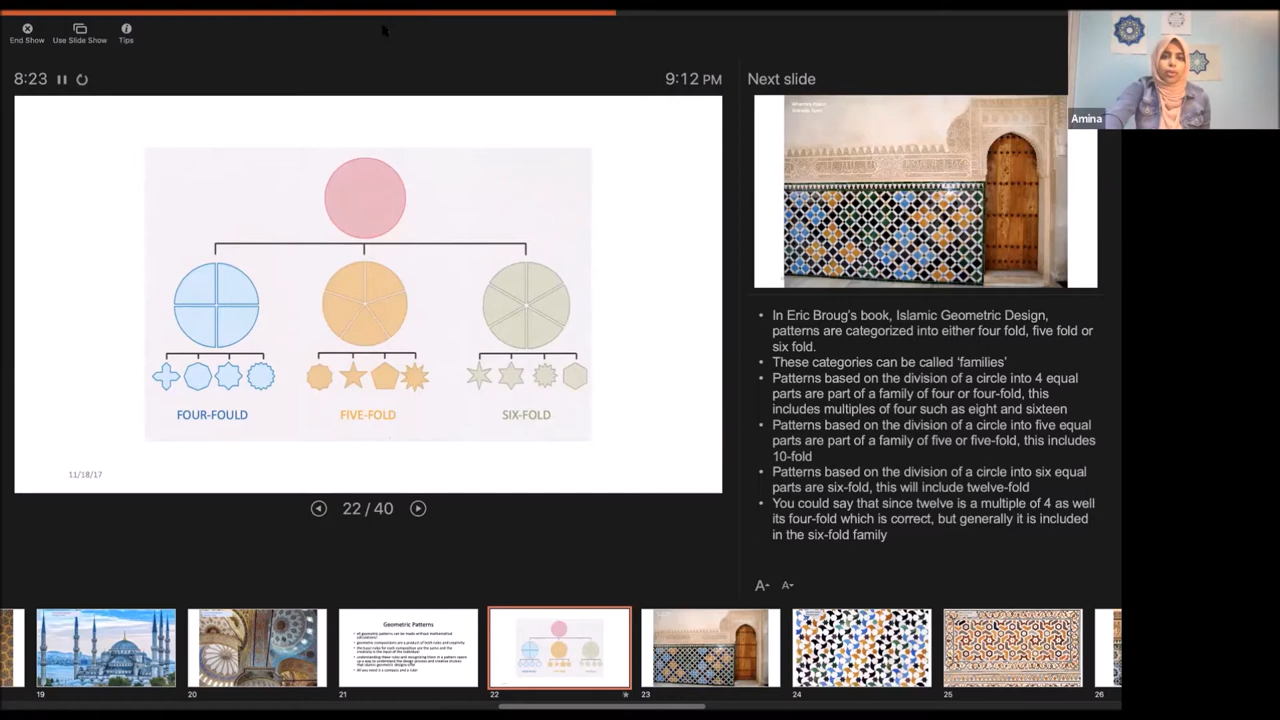 End Show
Use Slide Show
Tips
8:23
9:12 PM
Next slide
Amina
FOUR-FOULD
FIVE-FOLD
SIX-FOLD
11/18/17
22 / 40
• In Eric Broug's book, Islamic Geometric Design,
patterns are categorized into either four fold, five fold or
six fold.
• These categories can be called 'families'
• Patterns based on the division of a circle into 4 equal
parts are part of a family of four or four-fold, this
includes multiples of four such as eight and sixteen
• Patterns based on the division of a circle into five equal
parts are part of a family of five or five-fold, this includes
10-fold
• Patterns based on the division of a circle into six equal
parts are six-fold, this will include twelve-fold
• You could say that since twelve is a multiple of 4 as well
its four-fold which is correct, but generally it is included
in the six-fold family
A
A
Geometric Patterns
19
20
21
22
23
24
25
26